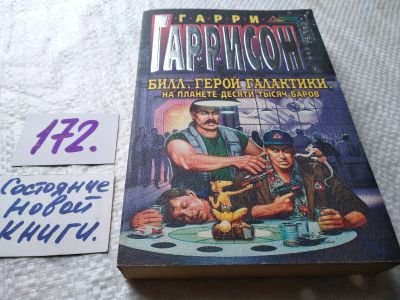 ГАРРИ
ГАРРИСОН
БИЛЛ, ГЕРОЙ ГАЛАКТИКИ,
НА ПЛАНЕТЕ ДЕСЯТИ ТЫСЯЧ БАРОВ
172.
Состояние
новой
книги.